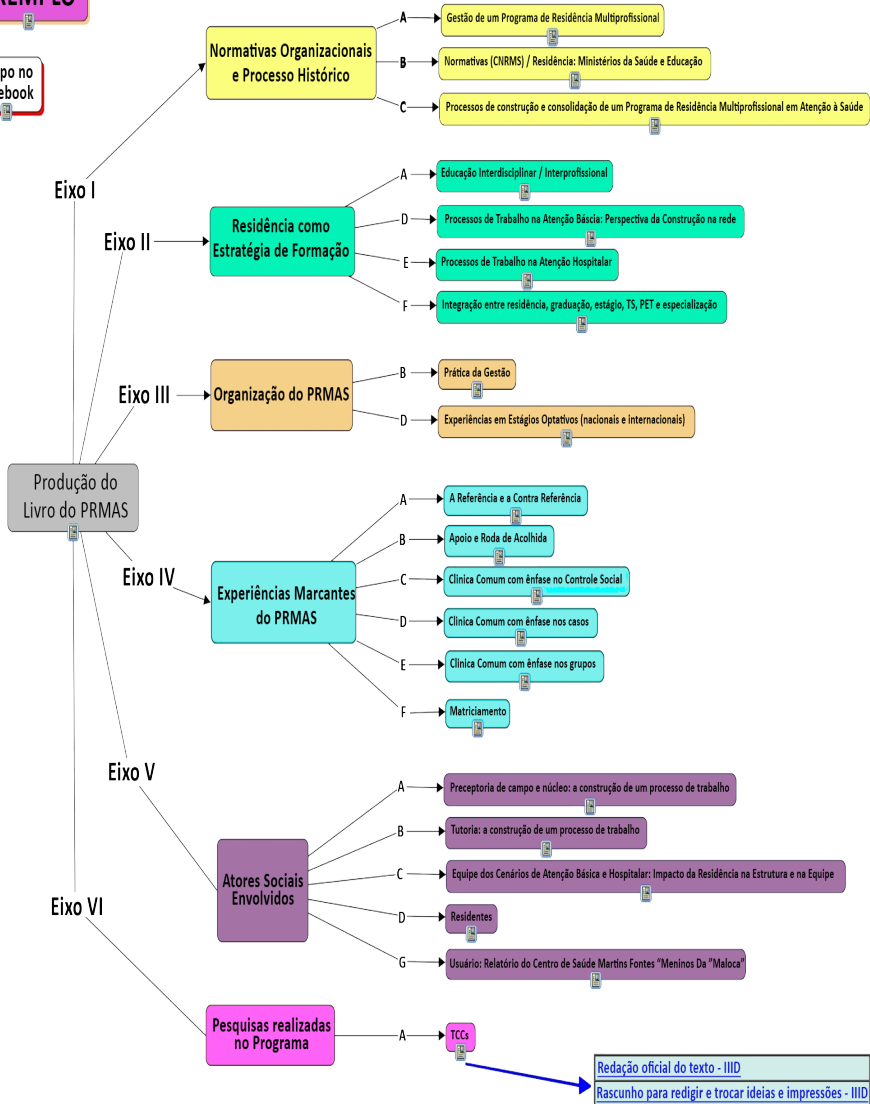 po no
ebook
Eixo I
Normativas Organizacionais
e Processo Histórico
A
Gestão de um Programa de Residência Multiprofissional
B
Normativas (CNRMS) / Residência: Ministérios da Saúde e Educação
C
Processos de construção e consolidação de um Programa de Residência Multiprofissional em Atenção à Saúde
Eixo II
Residência como
Estratégia de Formação
A
Educação Interdisciplinar / Interprofissional
D
Processos de Trabalho na Atenção Báscia: Perspectiva da Construção na rede
E
Processos de Trabalho na Atenção Hospitalar
F
Integração entre residência, graduação, estágio, TS, PET e especialização
Eixo III
Organização do PRMAS
B
Prática da Gestão
D
Experiências em Estágios Optativos (nacionais e internacionais)
Produção do
Livro do PRMAS
Eixo IV
Experiências Marcantes
do PRMAS
A
A Referência e a Contra Referência
B
Apoio e Roda de Acolhida
C
Clinica Comum com ênfase no Controle Social
D
Clinica Comum com ênfase nos casos
E
Clinica Comum com ênfase nos grupos
F
Matriciamento
Eixo V
Atores Sociais
Envolvidos
A
Preceptoria de campo e núcleo: a construção de um processo de trabalho
B
Tutoria: a construção de um processo de trabalho
C
Equipe dos Cenários de Atenção Básica e Hospitalar: Impacto da Residência na Estrutura e na Equipe
D
Residentes
G
Usuário: Relatório do Centro de Saúde Martins Fontes “Meninos Da ”Maloca”
Eixo VI
Pesquisas realizadas
no Programa
A
TCCs
Redação oficial do texto - IIID
Rascunho para redigir e trocar ideias e impressões - IIID